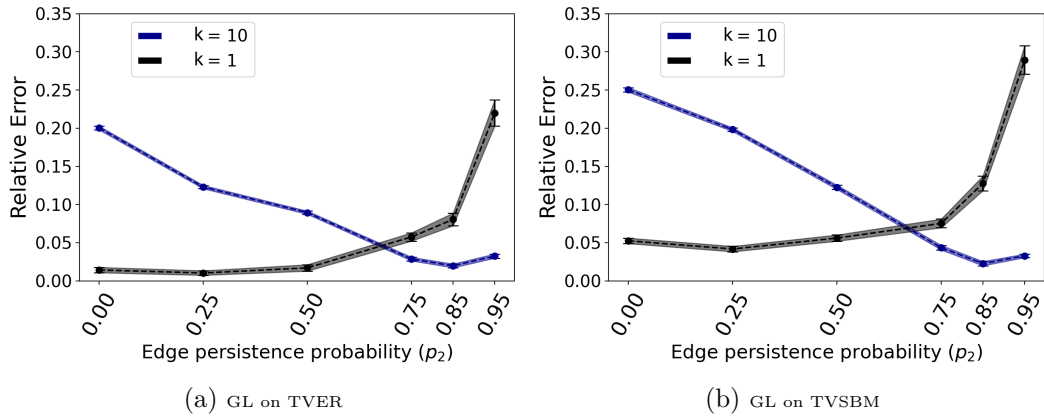 0.35
0.30
0.25
0.20
0.15
0.10
0.05
0.00
Relative Error
k = 10
k = 1
0.00
0.25
0.50
0.75
0.85
0.95
Edge persistence probability (p₂)
(a) GL on TVER
0.35
0.30
0.25
0.20
0.15
0.10
0.05
0.00
Relative Error
k = 10
k = 1
0.00
0.25
0.50
0.75
0.85
0.95
Edge persistence probability (p₂)
(b) GL on TVSBM